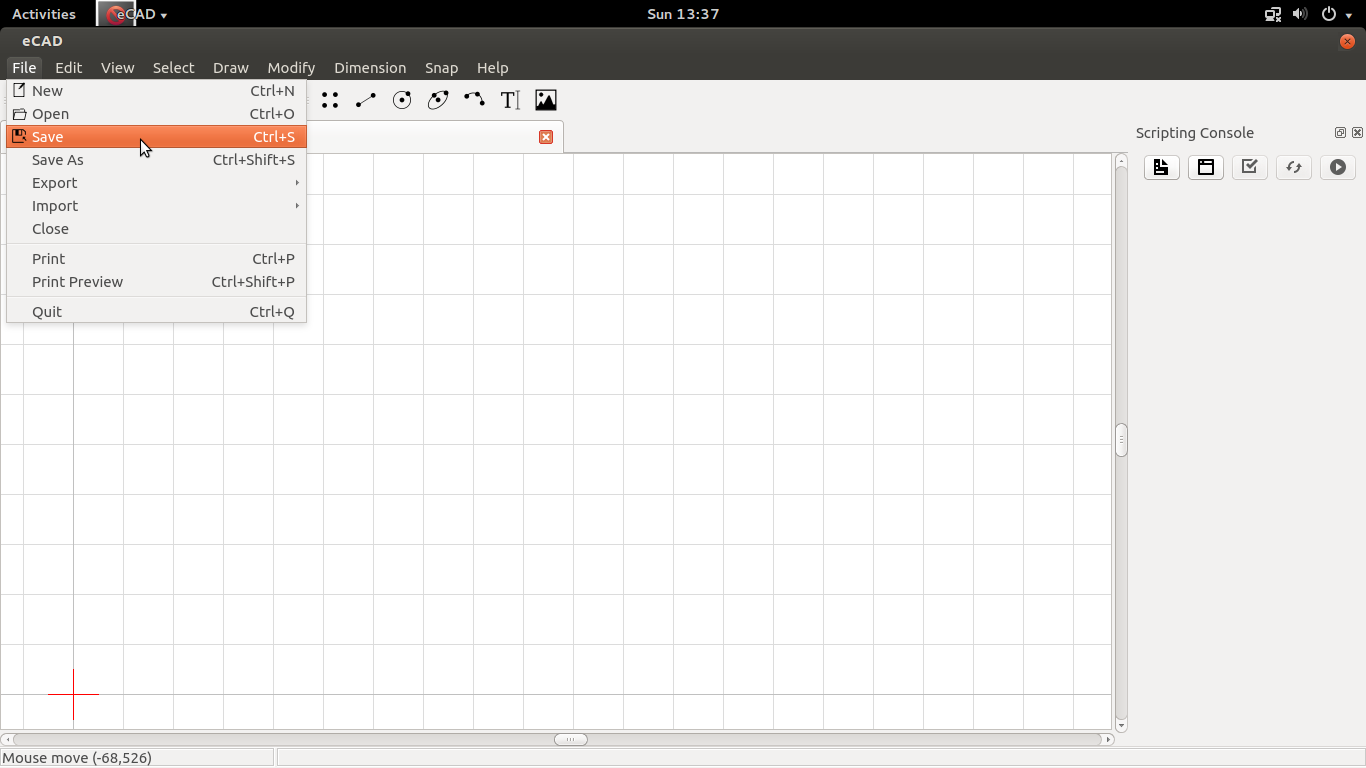 Activities eCAD Sun 13:37
eCAD
File Edit View Select Draw Modify Dimension Snap Help
New Ctrl+N
Open Ctrl+O
Save Ctrl+S
Save As Ctrl+Shift+S
Export
Import
Close
Print Ctrl+P
Print Preview Ctrl+Shift+P
Quit Ctrl+Q
T
Scripting Console
Mouse move (-68,526)